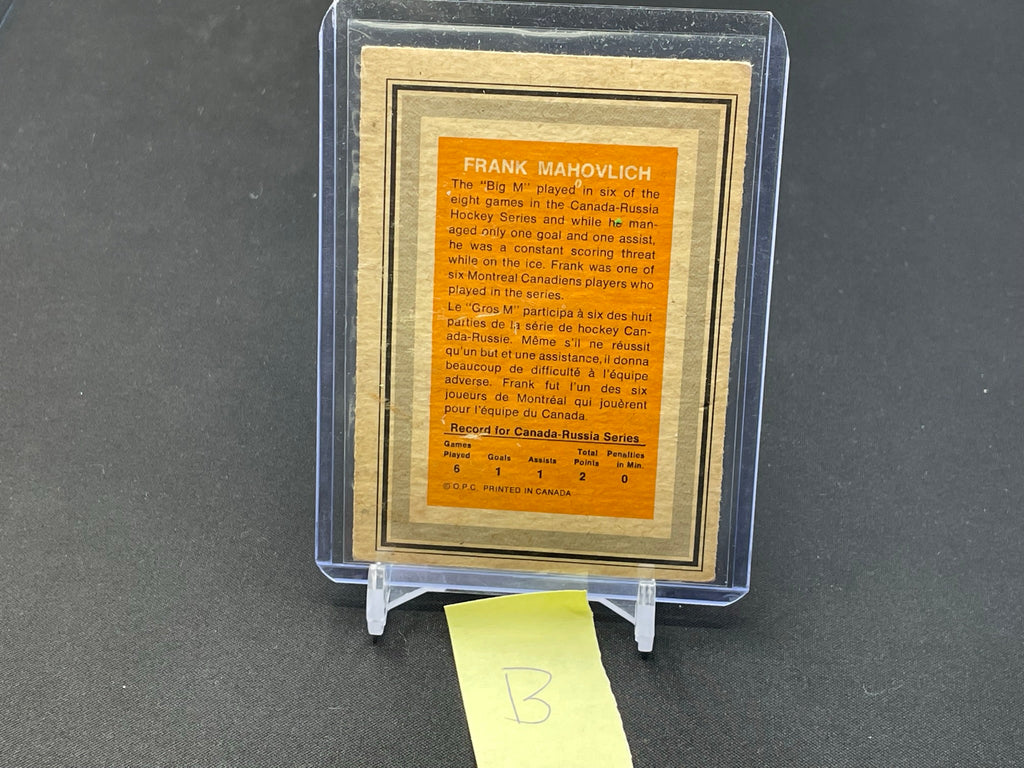 FRANK MAHOVLICH
The "Big M" played in six of the
eight games in the Canada-Russia
Hockey Series and while he man-
aged only one goal and one assist,
he was a constant scoring threat
while on the ice. Frank was one of
six Montreal Canadiens players who
played in the series.
Le "Gros M" participa à six des huit
parties de la série de hockey Can-
ada-Russie. Même s'il ne réussit
qu'un but et une assistance, il donna
beaucoup de difficulté à l'équipe
adverse. Frank fut l'un des six
joueurs de Montréal qui jouèrent
pour l'équipe du Canada.
Record for Canada-Russia Series
Games Played Goals Assists Total Points Penalties in Min.
6 1 1 2 0
© O.P.C. PRINTED IN CANADA
B